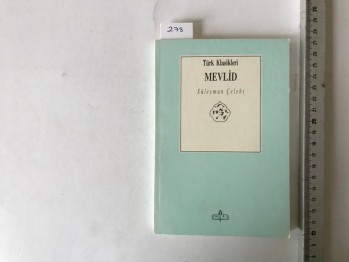 278
Türk Klasikleri
MEVLİD
Süleyman Çelebi